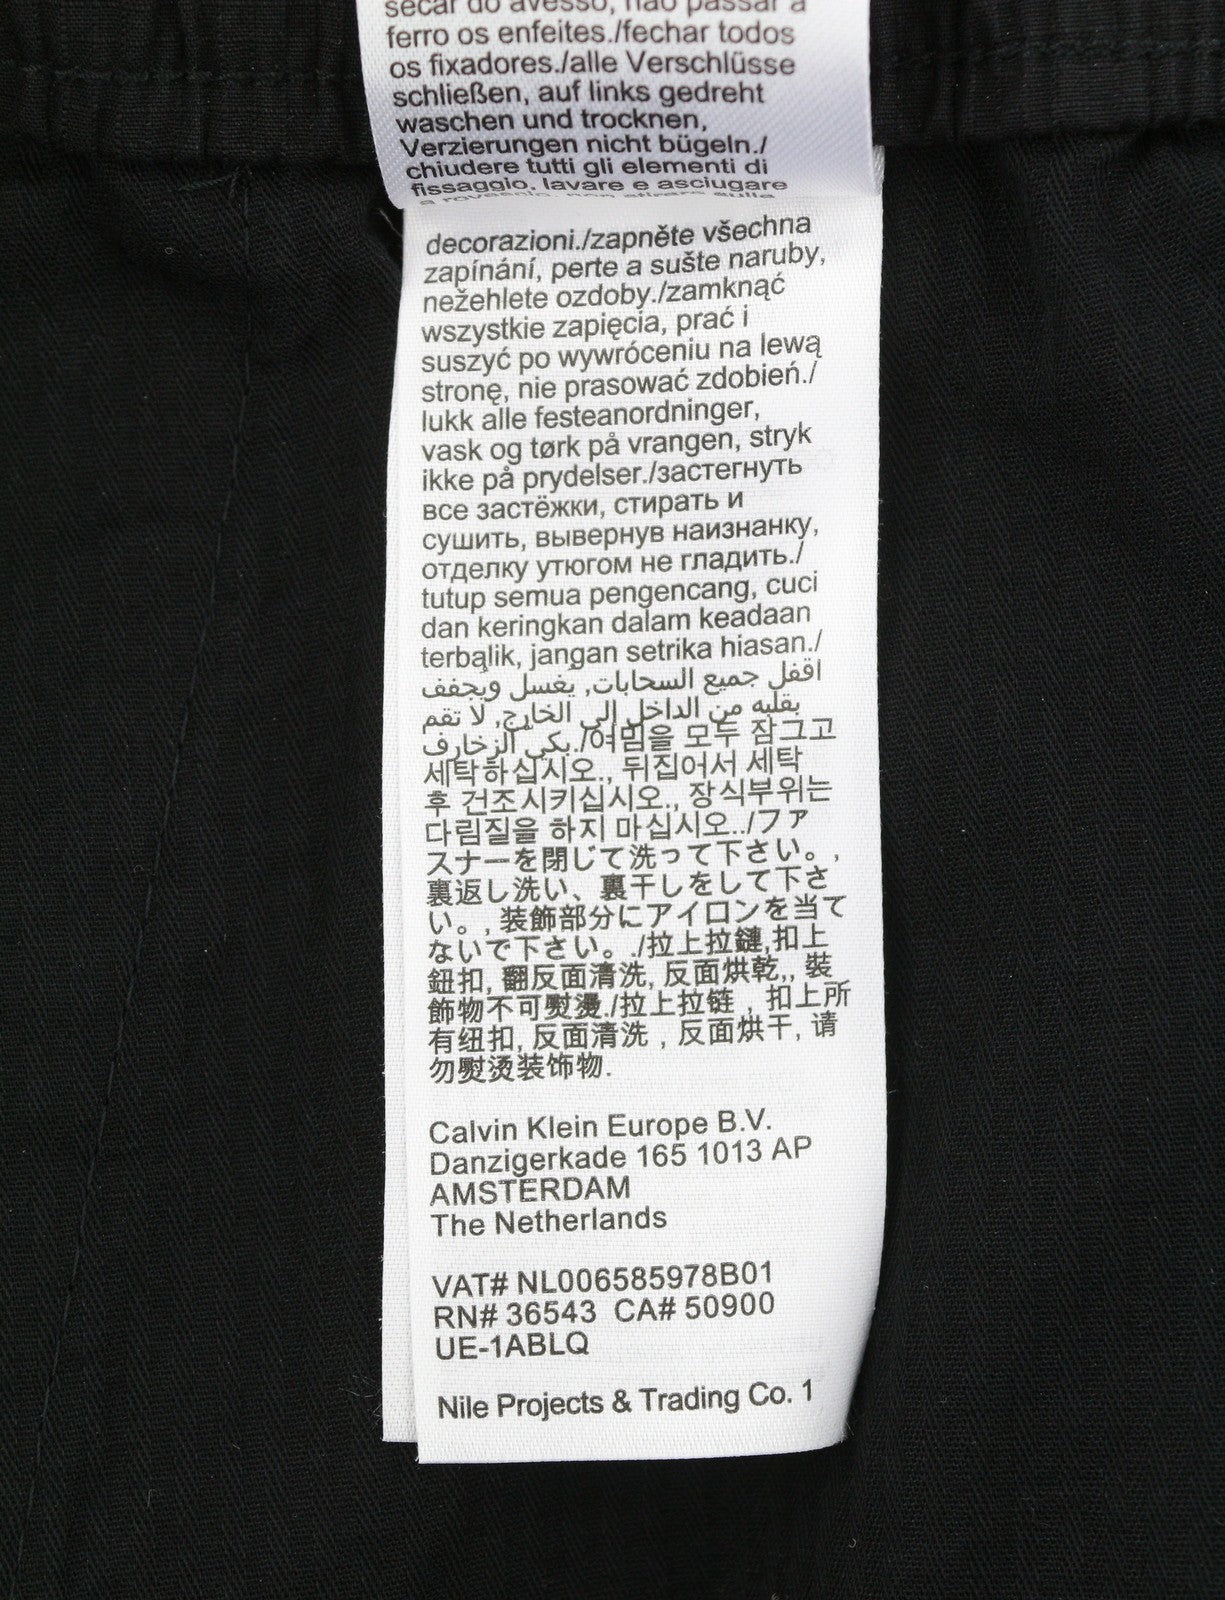 secar do avesso, não passar a
ferro os enfeites./fechar todos
os fixadores./alle Verschlüsse
schließen, auf links gedreht
waschen und trocknen,
Verzierungen nicht bügeln./
chiudere tutti gli elementi di
fissaggio, lavare e asciugare
a rovescio, non stirare sulle
decorazioni./zapněte všechna
zapínání, perte a sušte naruby,
nežehlete ozdoby./zamknąć
wszystkie zapięcia, prać i
suszyć po wywróceniu na lewą
stronę, nie prasować zdobień./
lukk alle festeanordninger,
vask og tørk på vrangen, stryk
ikke på prydelser./застегнуть
все застёжки, стирать и
сушить, вывернув наизнанку,
отделку утюгом не гладить./
tutup semua pengencang, cuci
dan keringkan dalam keadaan
terbalik, jangan setrika hiasan./
اقفل جميع السحابات, يغسل ويجفف
بقلبه من الداخل إلى الخارج, لا تقم
بكي الزخارف./여밈을 모두 잠그고
세탁하십시오., 뒤집어서 세탁
후 건조시키십시오., 장식부위는
다림질을 하지 마십시오../ファ
スナーを閉じて洗って下さい。,
裏返し洗い、裏干しをして下さ
い。, 装飾部分にアイロンを当て
ないで下さい。./拉上拉鏈,扣上
鈕扣, 翻反面清洗, 反面烘乾,, 裝
飾物不可熨燙./拉上拉链 , 扣上所
有纽扣, 反面清洗 , 反面烘干, 请
勿熨烫装饰物.
Calvin Klein Europe B.V.
Danzigerkade 165 1013 AP
AMSTERDAM
The Netherlands
VAT# NL006585978B01
RN# 36543 CA# 50900
UE-1ABLQ
Nile Projects & Trading Co. 1